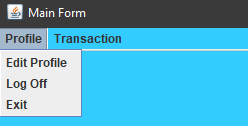 Main Form
Profile Transaction
Edit Profile
Log Off
Exit